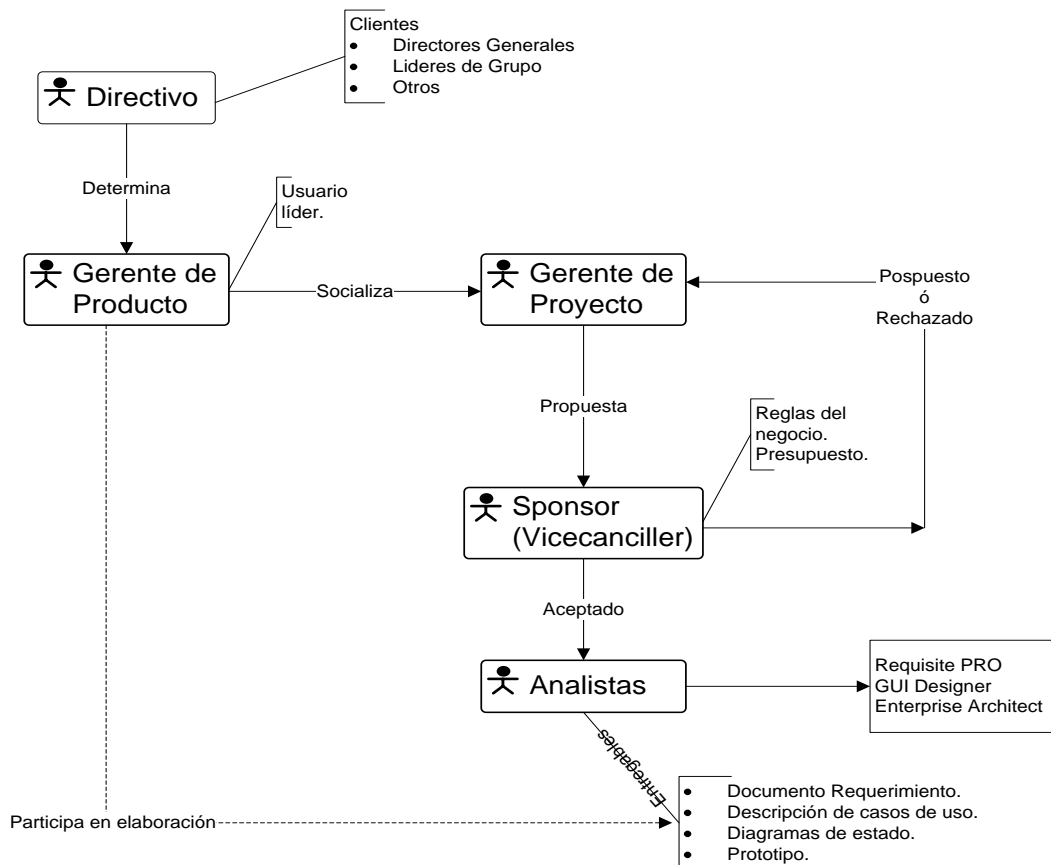 Clientes
• Directores Generales
• Lideres de Grupo
• Otros
Directivo
Determina
Usuario
líder.
Gerente de
Producto
Socializa
Gerente de
Proyecto
Pospuesto
ó
Rechazado
Propuesta
Reglas del
negocio.
Presupuesto.
Sponsor
(Vicecanciller)
Aceptado
Analistas
Requisite PRO
GUI Designer
Enterprise Architect
Entregables
• Documento Requerimiento.
• Descripción de casos de uso.
• Diagramas de estado.
• Prototipo.
Participa en elaboración